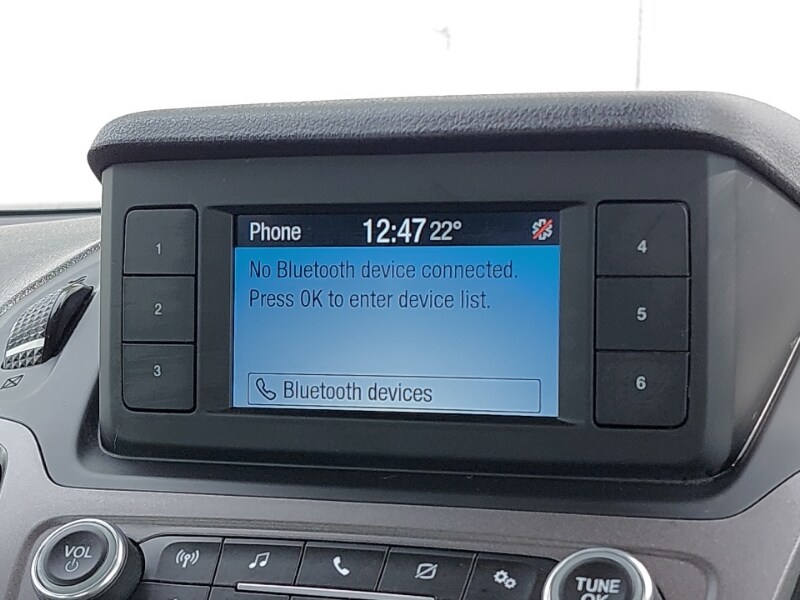 Phone 12:47 22°
No Bluetooth device connected.
Press OK to enter device list.
Bluetooth devices
1
2
3
4
5
6
VOL
TUNE
OK